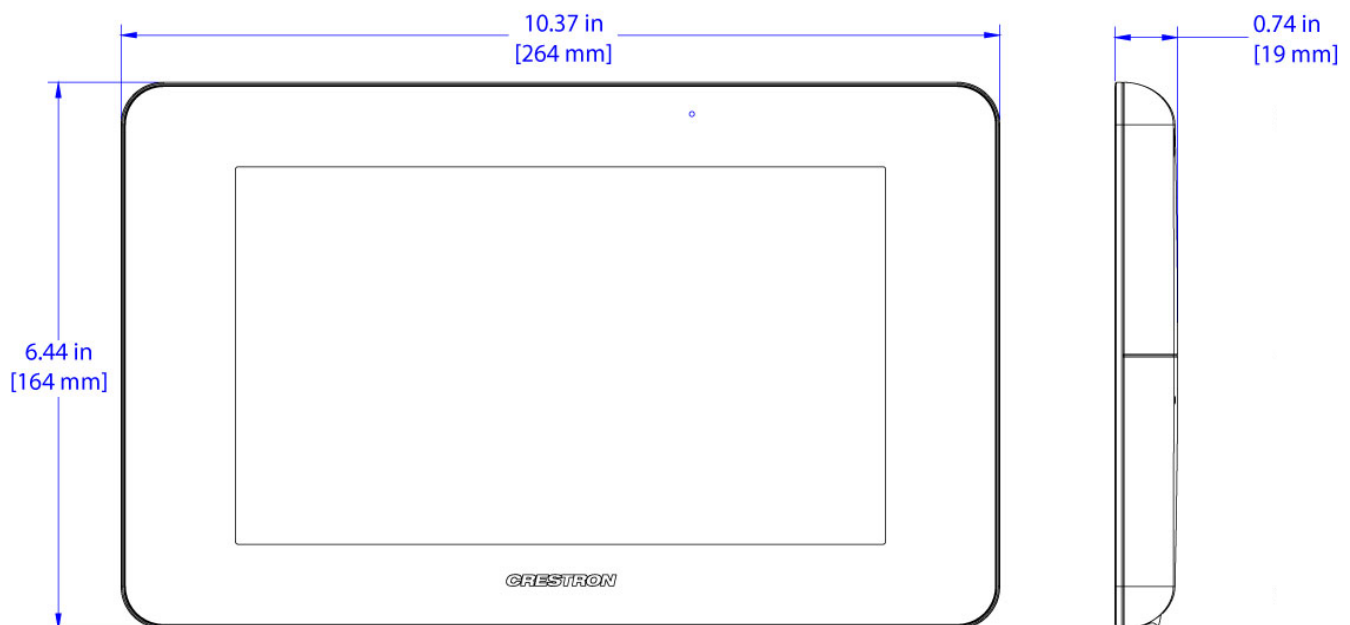 10.37 in
[264 mm]
0.74 in
[19 mm]
6.44 in
[164 mm]
CRESTRON